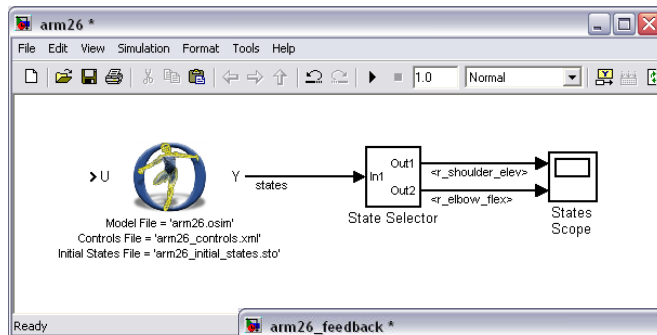 arm26 *
File Edit View Simulation Format Tools Help
1.0 Normal
U
Y
states
Model File = 'arm26.osim'
Controls File = 'arm26_controls.xml'
Initial States File = 'arm26_initial_states.sto'
In1
Out1
Out2
State Selector
<r_shoulder_elev>
<r_elbow_flex>
States
Scope
Ready
arm26_feedback *